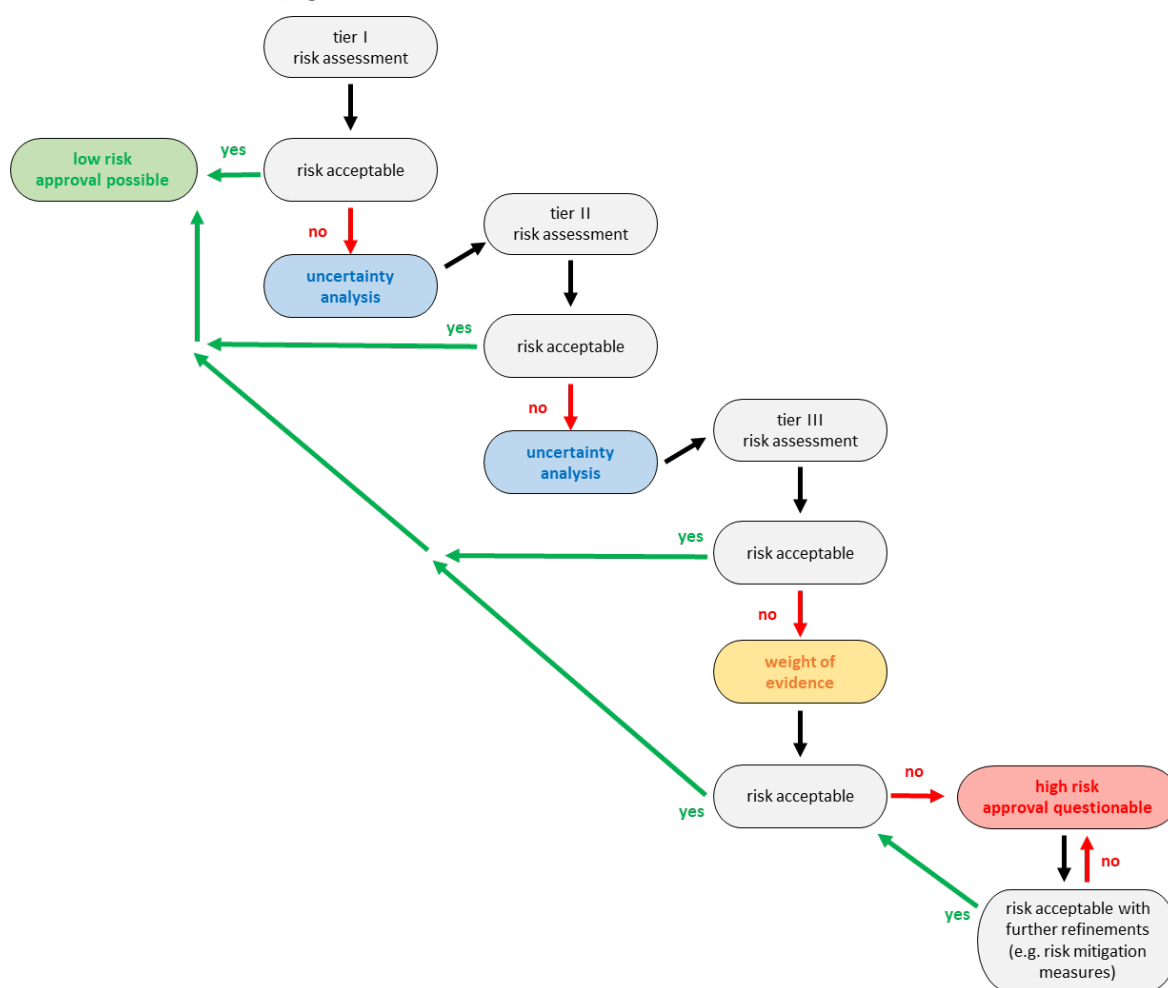 tier I
risk assessment
yes
low risk
approval possible
risk acceptable
no
tier II
risk assessment
uncertainty
analysis
yes
risk acceptable
no
tier III
risk assessment
uncertainty
analysis
yes
risk acceptable
no
weight of
evidence
no
risk acceptable
high risk
approval questionable
yes
no
yes
risk acceptable with
further refinements
(e.g. risk mitigation
measures)